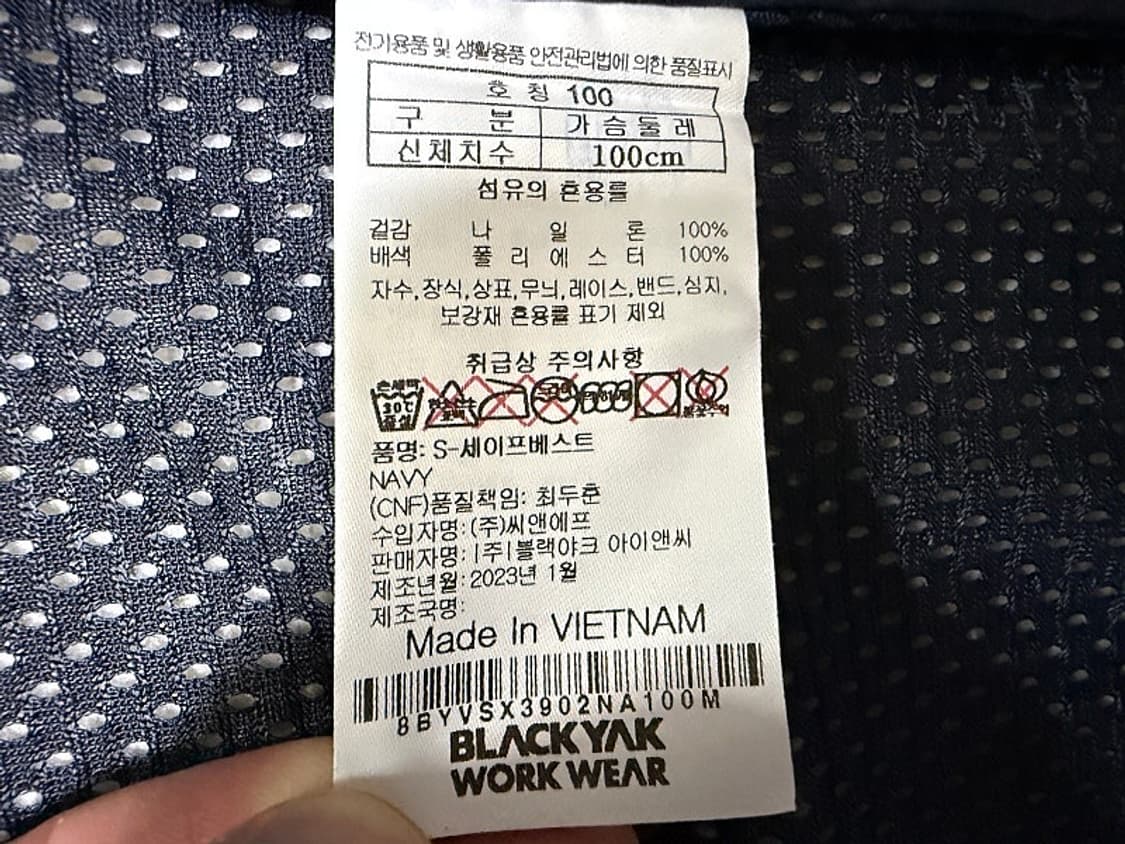 전기용품 및 생활용품 안전관리법에 의한 품질표시
호 칭 100
구 분 가 슴 둘 레
신체치수 100cm
섬유의 혼용률
겉감 나 일 론 100%
배색 폴 리 에 스 터 100%
자수,장식,상표,무늬,레이스,밴드,심지,
보강재 혼용률 표기 제외
취급상 주의사항
손세탁
30℃
중성
품명: S-세이프베스트
NAVY
(CNF)품질책임: 최두춘
수입자명: (주)씨앤에프
판매자명: |주|블랙야크 아이앤씨
제조년월: 2023년 1월
제조국명:
Made In VIETNAM
8BYVSX3902NA100M
BLACKYAK
WORK WEAR